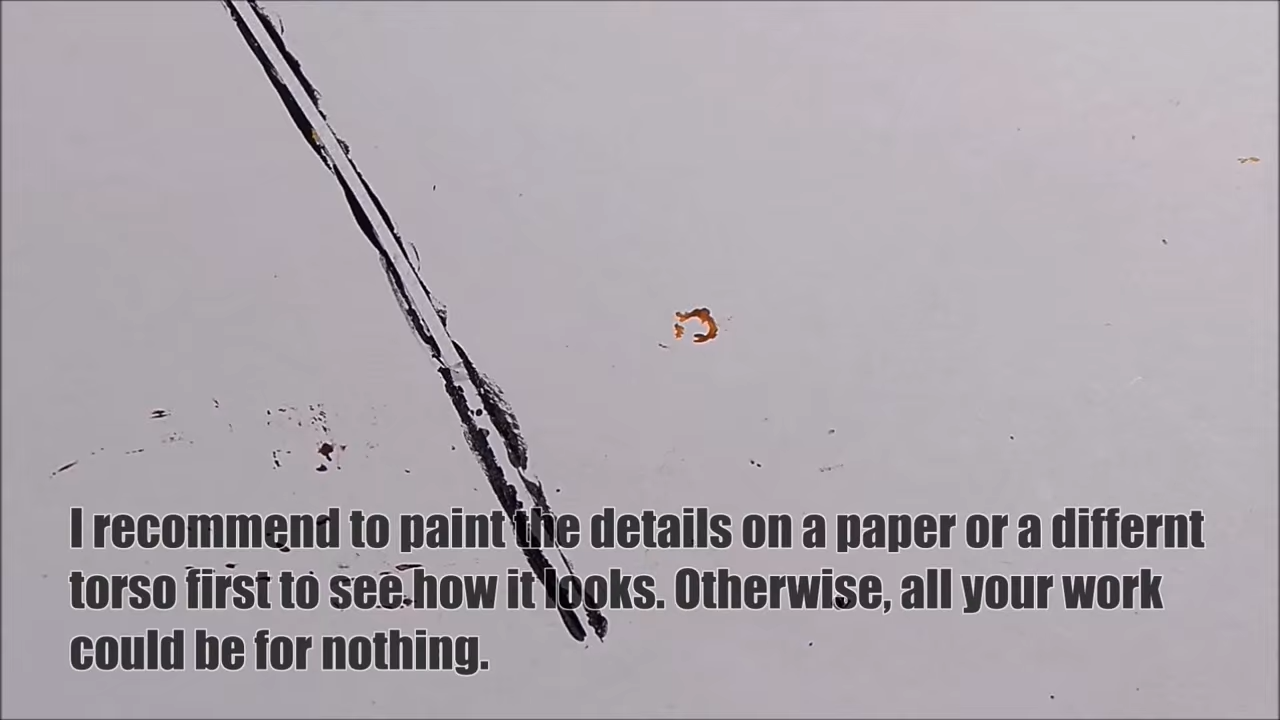 I recommend to paint the details on a paper or a differnt
torso first to see how it looks. Otherwise, all your work
could be for nothing.